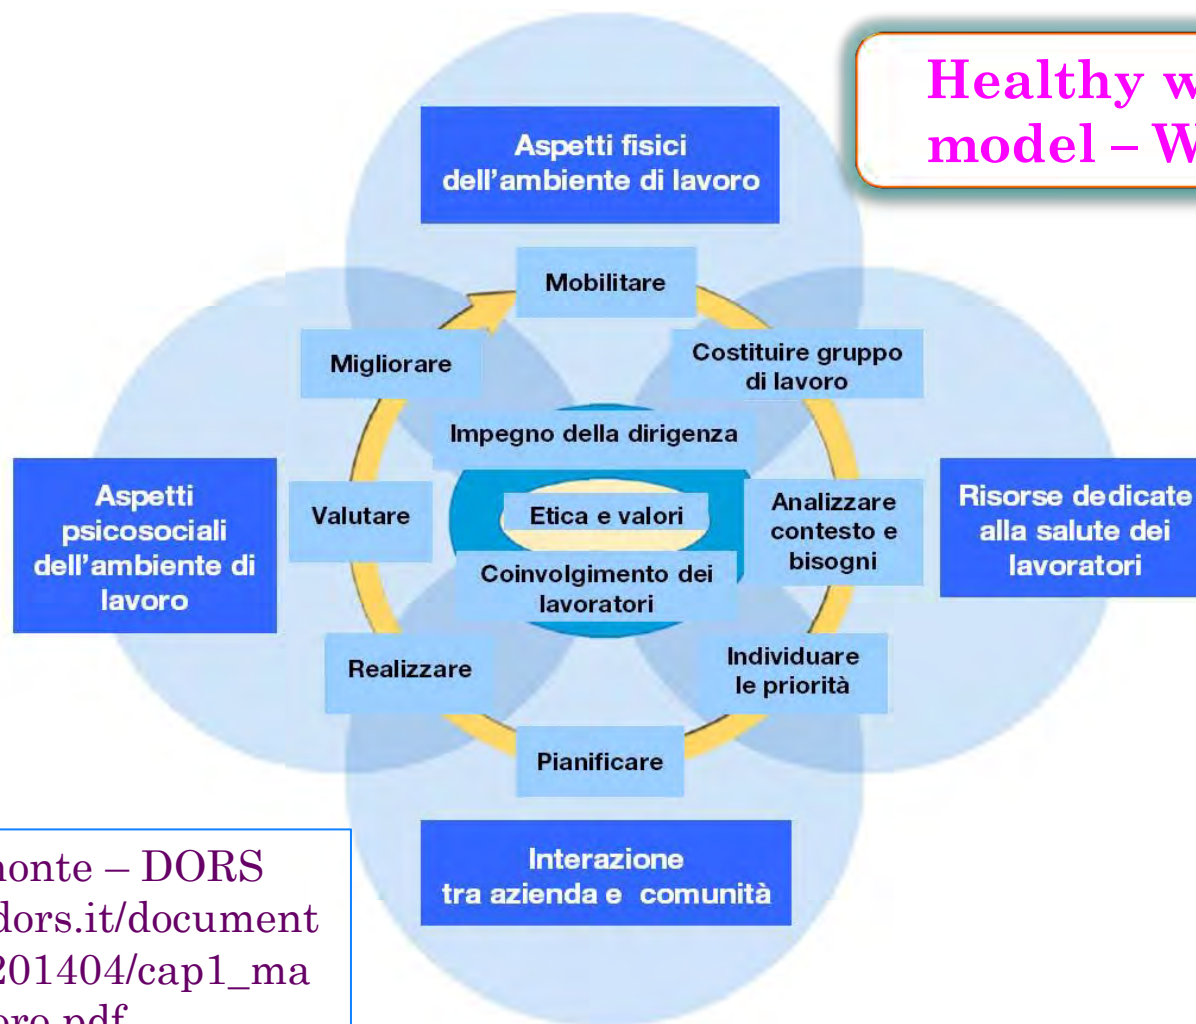 Healthy w
model – W
Aspetti fisici
dell'ambiente di lavoro
Mobilitare
Costituire gruppo
di lavoro
Migliorare
Impegno della dirigenza
Aspetti
psicosociali
dell'ambiente di
lavoro
Valutare
Etica e valori
Analizzare
contesto e
bisogni
Risorse dedicate
alla salute dei
lavoratori
Coinvolgimento dei
lavoratori
Realizzare
Individuare
le priorità
Pianificare
Interazione
tra azienda e comunità
nonte – DORS
dors.it/document
201404/cap1_ma
ero.pdf